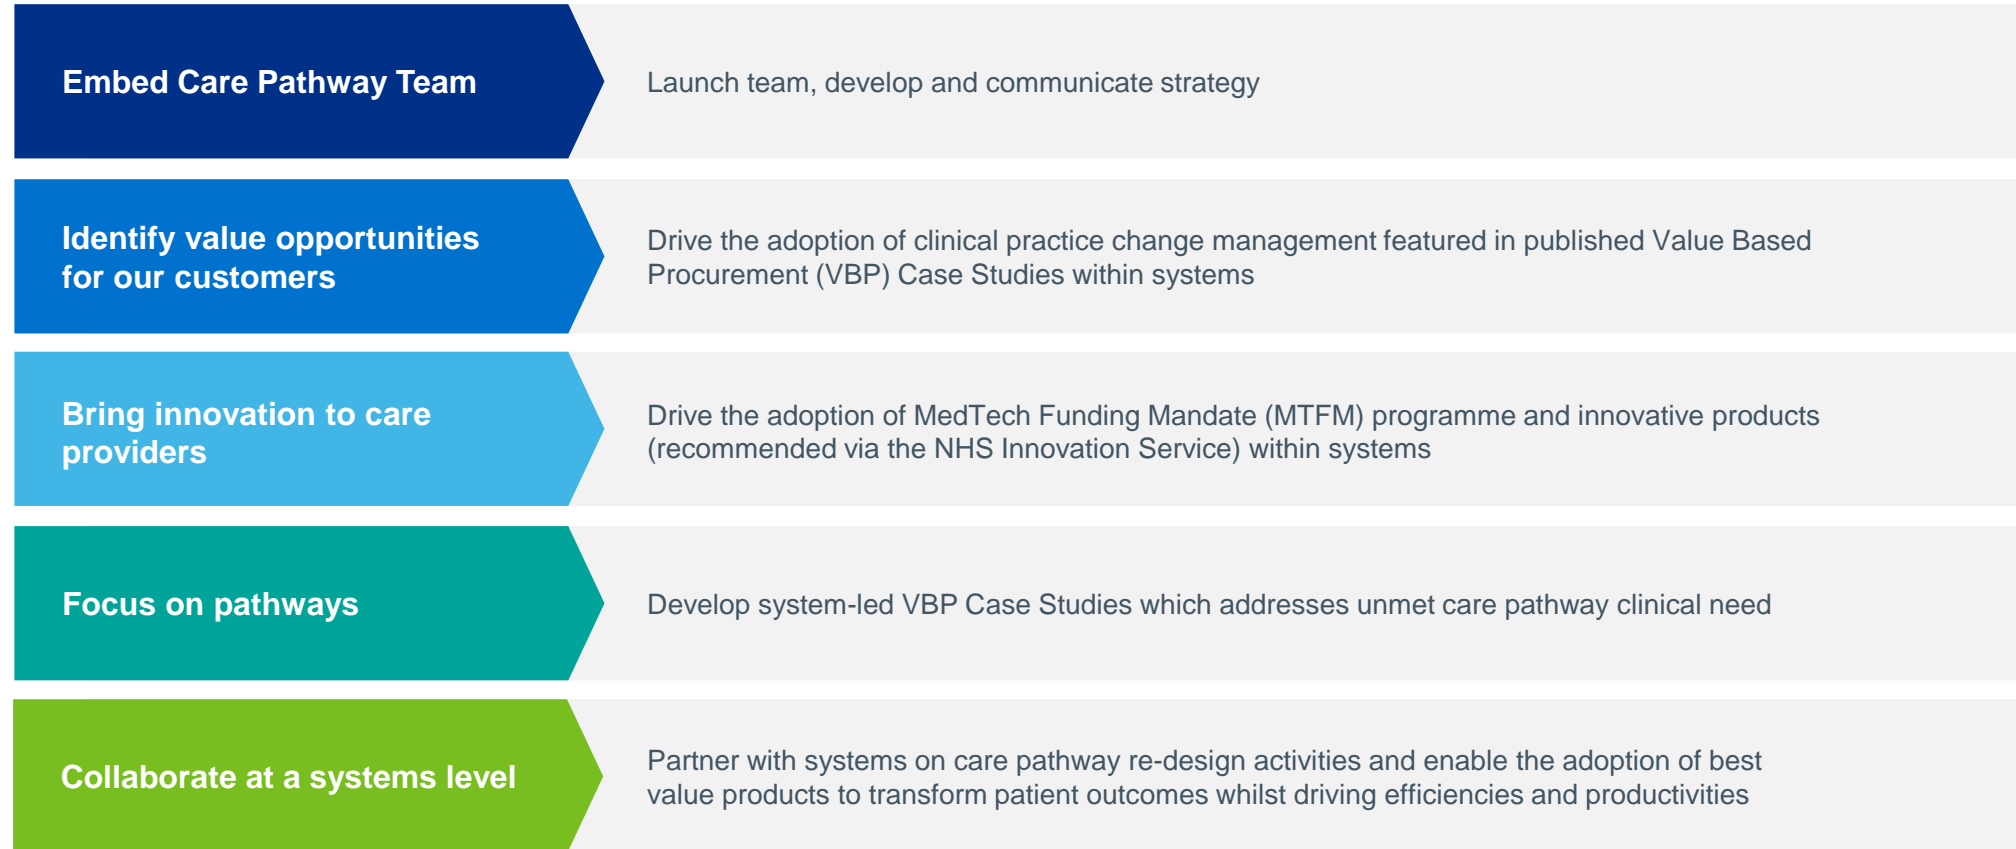 Embed Care Pathway Team
Launch team, develop and communicate strategy
Identify value opportunities
for our customers
Drive the adoption of clinical practice change management featured in published Value Based
Procurement (VBP) Case Studies within systems
Bring innovation to care
providers
Drive the adoption of MedTech Funding Mandate (MTFM) programme and innovative products
(recommended via the NHS Innovation Service) within systems
Focus on pathways
Develop system-led VBP Case Studies which addresses unmet care pathway clinical need
Collaborate at a systems level
Partner with systems on care pathway re-design activities and enable the adoption of best
value products to transform patient outcomes whilst driving efficiencies and productivities